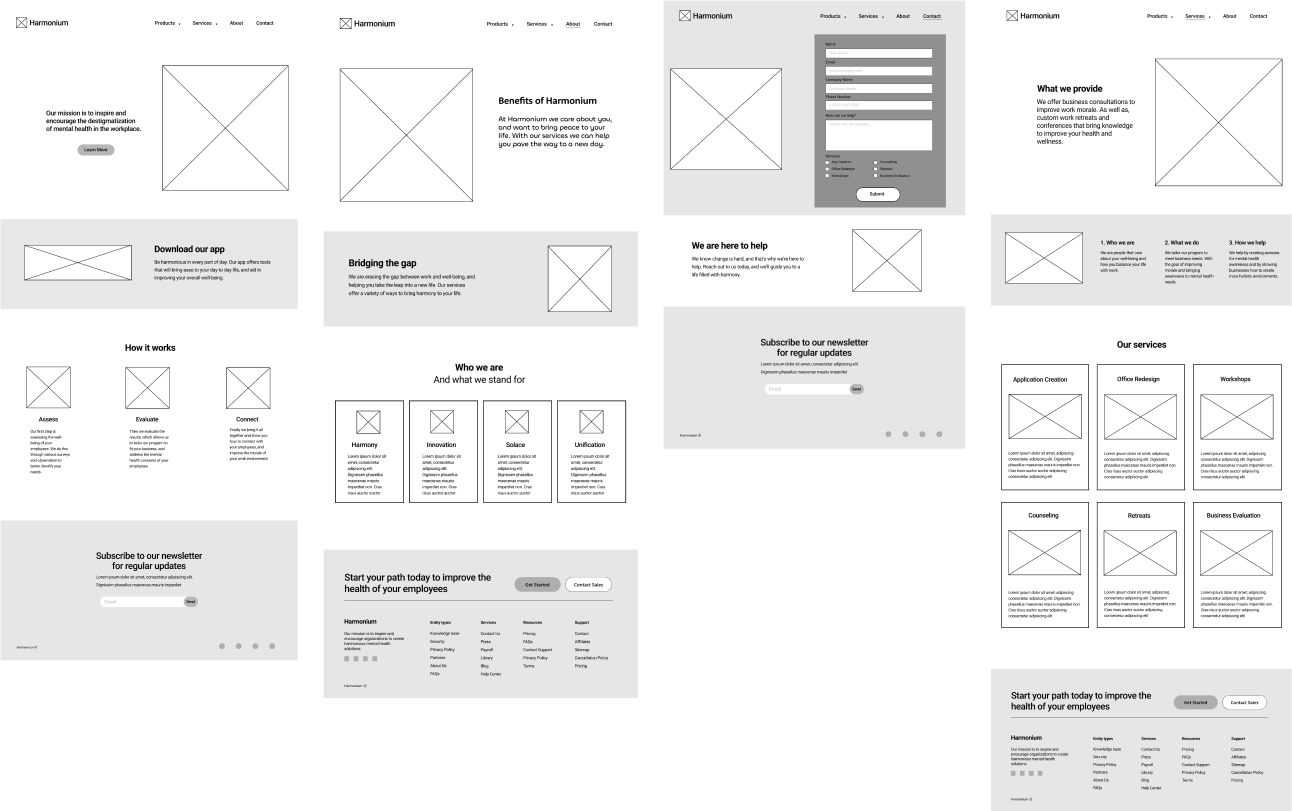 Harmonium
Products Services About Contact
Our mission is to inspire and
encourage the destigmatization
of mental health in the workplace.
Learn More
Download our app
Be harmonious in every part of day. Our app offers tools
that will bring ease to your day to day life, and aid in
improving your overall well-being.
How it works
Assess
Our first step is
assessing the well-
being of your
employees. We do this
through various surveys
and observation to
better identify your
needs.
Evaluate
Then we evaluate the
results, which allows us
to tailor our program to
fit your business, and
address the mental
health concerns of your
employees.
Connect
Finally we bring it all
together and show you
how to connect with
your employees, and
improve the morale of
your work environment.
Subscribe to our newsletter
for regular updates
Lorem ipsum dolor sit amet, consectetur adipiscing elit.
Dignissim phasellus maecenas mauris imperdiet
Email
Send
Harmonium ©
Harmonium
Products Services About Contact
Benefits of Harmonium
At Harmonium we care about you,
and want to bring peace to your
life. With our services we can help
you pave the way to a new day.
Bridging the gap
We are erasing the gap between work and well-being, and
helping you take the leap into a new life. Our services
offer a variety of ways to bring harmony to your life.
Who we are
And what we stand for
Harmony
Lorem ipsum dolor sit
amet, consectetur
adipiscing elit.
Dignissim phasellus
maecenas mauris
imperdiet non. Cras
risus auctor auctor
Innovation
Lorem ipsum dolor sit
amet, consectetur
adipiscing elit.
Dignissim phasellus
maecenas mauris
imperdiet non. Cras
risus auctor auctor
Solace
Lorem ipsum dolor sit
amet, consectetur
adipiscing elit.
Dignissim phasellus
maecenas mauris
imperdiet non. Cras
risus auctor auctor
Unification
Lorem ipsum dolor sit
amet, consectetur
adipiscing elit.
Dignissim phasellus
maecenas mauris
imperdiet non. Cras
risus auctor auctor
Start your path today to improve the
health of your employees
Get Started
Contact Sales
Harmonium
Our mission is to inspire and
encourage organizations to create
harmonious mental health
solutions.
Entity types
Knowledge base
Security
Privacy Policy
Partners
About Us
FAQs
Services
Contact Us
Press
Payroll
Library
Blog
Help Center
Resources
Pricing
FAQs
Contact Support
Privacy Policy
Terms
Support
Contact
Affiliates
Sitemap
Cancellation Policy
Pricing
Harmonium ©
Harmonium
Products Services About Contact
Name
Your Name
Email
Company Name
Company Name
Phone Number
How can we help?
Services
App Creation
Office Redesign
Workshops
Counseling
Retreats
Business Evaluation
Submit
We are here to help
We know change is hard, and that's why we're here to
help. Reach out to us today, and we'll guide you to a
life filled with harmony.
Subscribe to our newsletter
for regular updates
Lorem ipsum dolor sit amet, consectetur adipiscing elit.
Dignissim phasellus maecenas mauris imperdiet
Email
Send
Harmonium ©
Harmonium
Products Services About Contact
What we provide
We offer business consultations to
improve work morale. As well as,
custom work retreats and
conferences that bring knowledge
to improve your health and
wellness.
1. Who we are
We are people that care
about your well-being and
how you balance your life
with work.
2. What we do
We tailor our program to
meet business needs. With
the goal of improving
morale and bringing
awareness to mental health
needs.
3. How we help
We help by creating avenues
for mental health
awareness and by showing
businesses how to create
more holistic environments.
Our services
Application Creation
Lorem ipsum dolor sit amet, adipiscing
consectetur adipiscing elit. Dignissim
phasellus maecenas mauris imperdiet non.
Cras risus auctor auctor adipiscing
consectetur adipiscing elit.
Office Redesign
Lorem ipsum dolor sit amet, adipiscing
consectetur adipiscing elit. Dignissim
phasellus maecenas mauris imperdiet non.
Cras risus auctor auctor adipiscing
consectetur adipiscing elit.
Workshops
Lorem ipsum dolor sit amet, adipiscing
consectetur adipiscing elit. Dignissim
phasellus maecenas mauris imperdiet non.
Cras risus auctor auctor adipiscing
consectetur adipiscing elit.
Counseling
Lorem ipsum dolor sit amet, adipiscing
consectetur adipiscing elit. Dignissim
phasellus maecenas mauris imperdiet non.
Cras risus auctor auctor adipiscing
consectetur adipiscing elit.
Retreats
Lorem ipsum dolor sit amet, adipiscing
consectetur adipiscing elit. Dignissim
phasellus maecenas mauris imperdiet non.
Cras risus auctor auctor adipiscing
consectetur adipiscing elit.
Business Evaluation
Lorem ipsum dolor sit amet, adipiscing
consectetur adipiscing elit. Dignissim
phasellus maecenas mauris imperdiet non.
Cras risus auctor auctor adipiscing
consectetur adipiscing elit.
Start your path today to improve the
health of your employees
Get Started
Contact Sales
Harmonium
Our mission is to inspire and
encourage organizations to create
harmonious mental health
solutions.
Entity types
Knowledge base
Security
Privacy Policy
Partners
About Us
FAQs
Services
Contact Us
Press
Payroll
Library
Blog
Help Center
Resources
Pricing
FAQs
Contact Support
Privacy Policy
Terms
Support
Contact
Affiliates
Sitemap
Cancellation Policy
Pricing
Harmonium ©